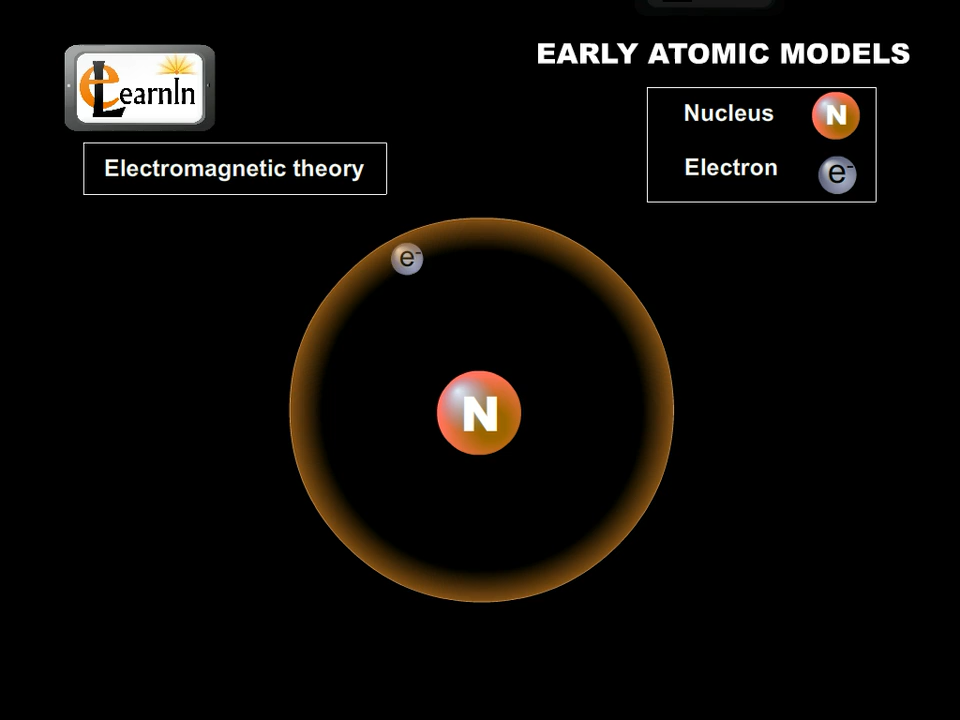 eLearnIn
EARLY ATOMIC MODELS
Nucleus N
Electron e-
Electromagnetic theory
e-
N